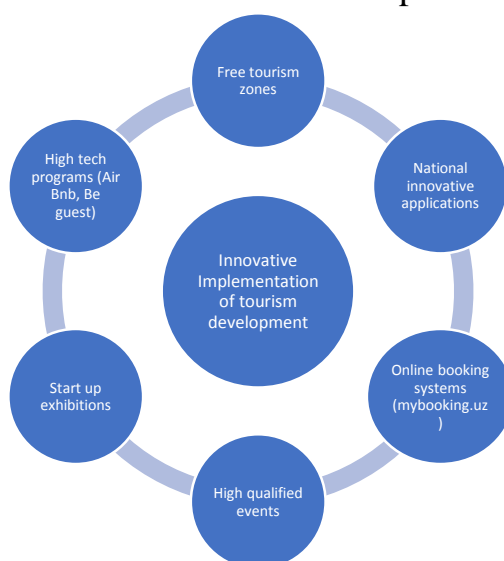 Free tourism
zones
High tech
programs (Air
Bnb, Be
guest)
National
innovative
applications
Innovative
Implementation
of tourism
development
Start up
exhibitions
Online booking
systems
(mybooking.uz
)
High qualified
events